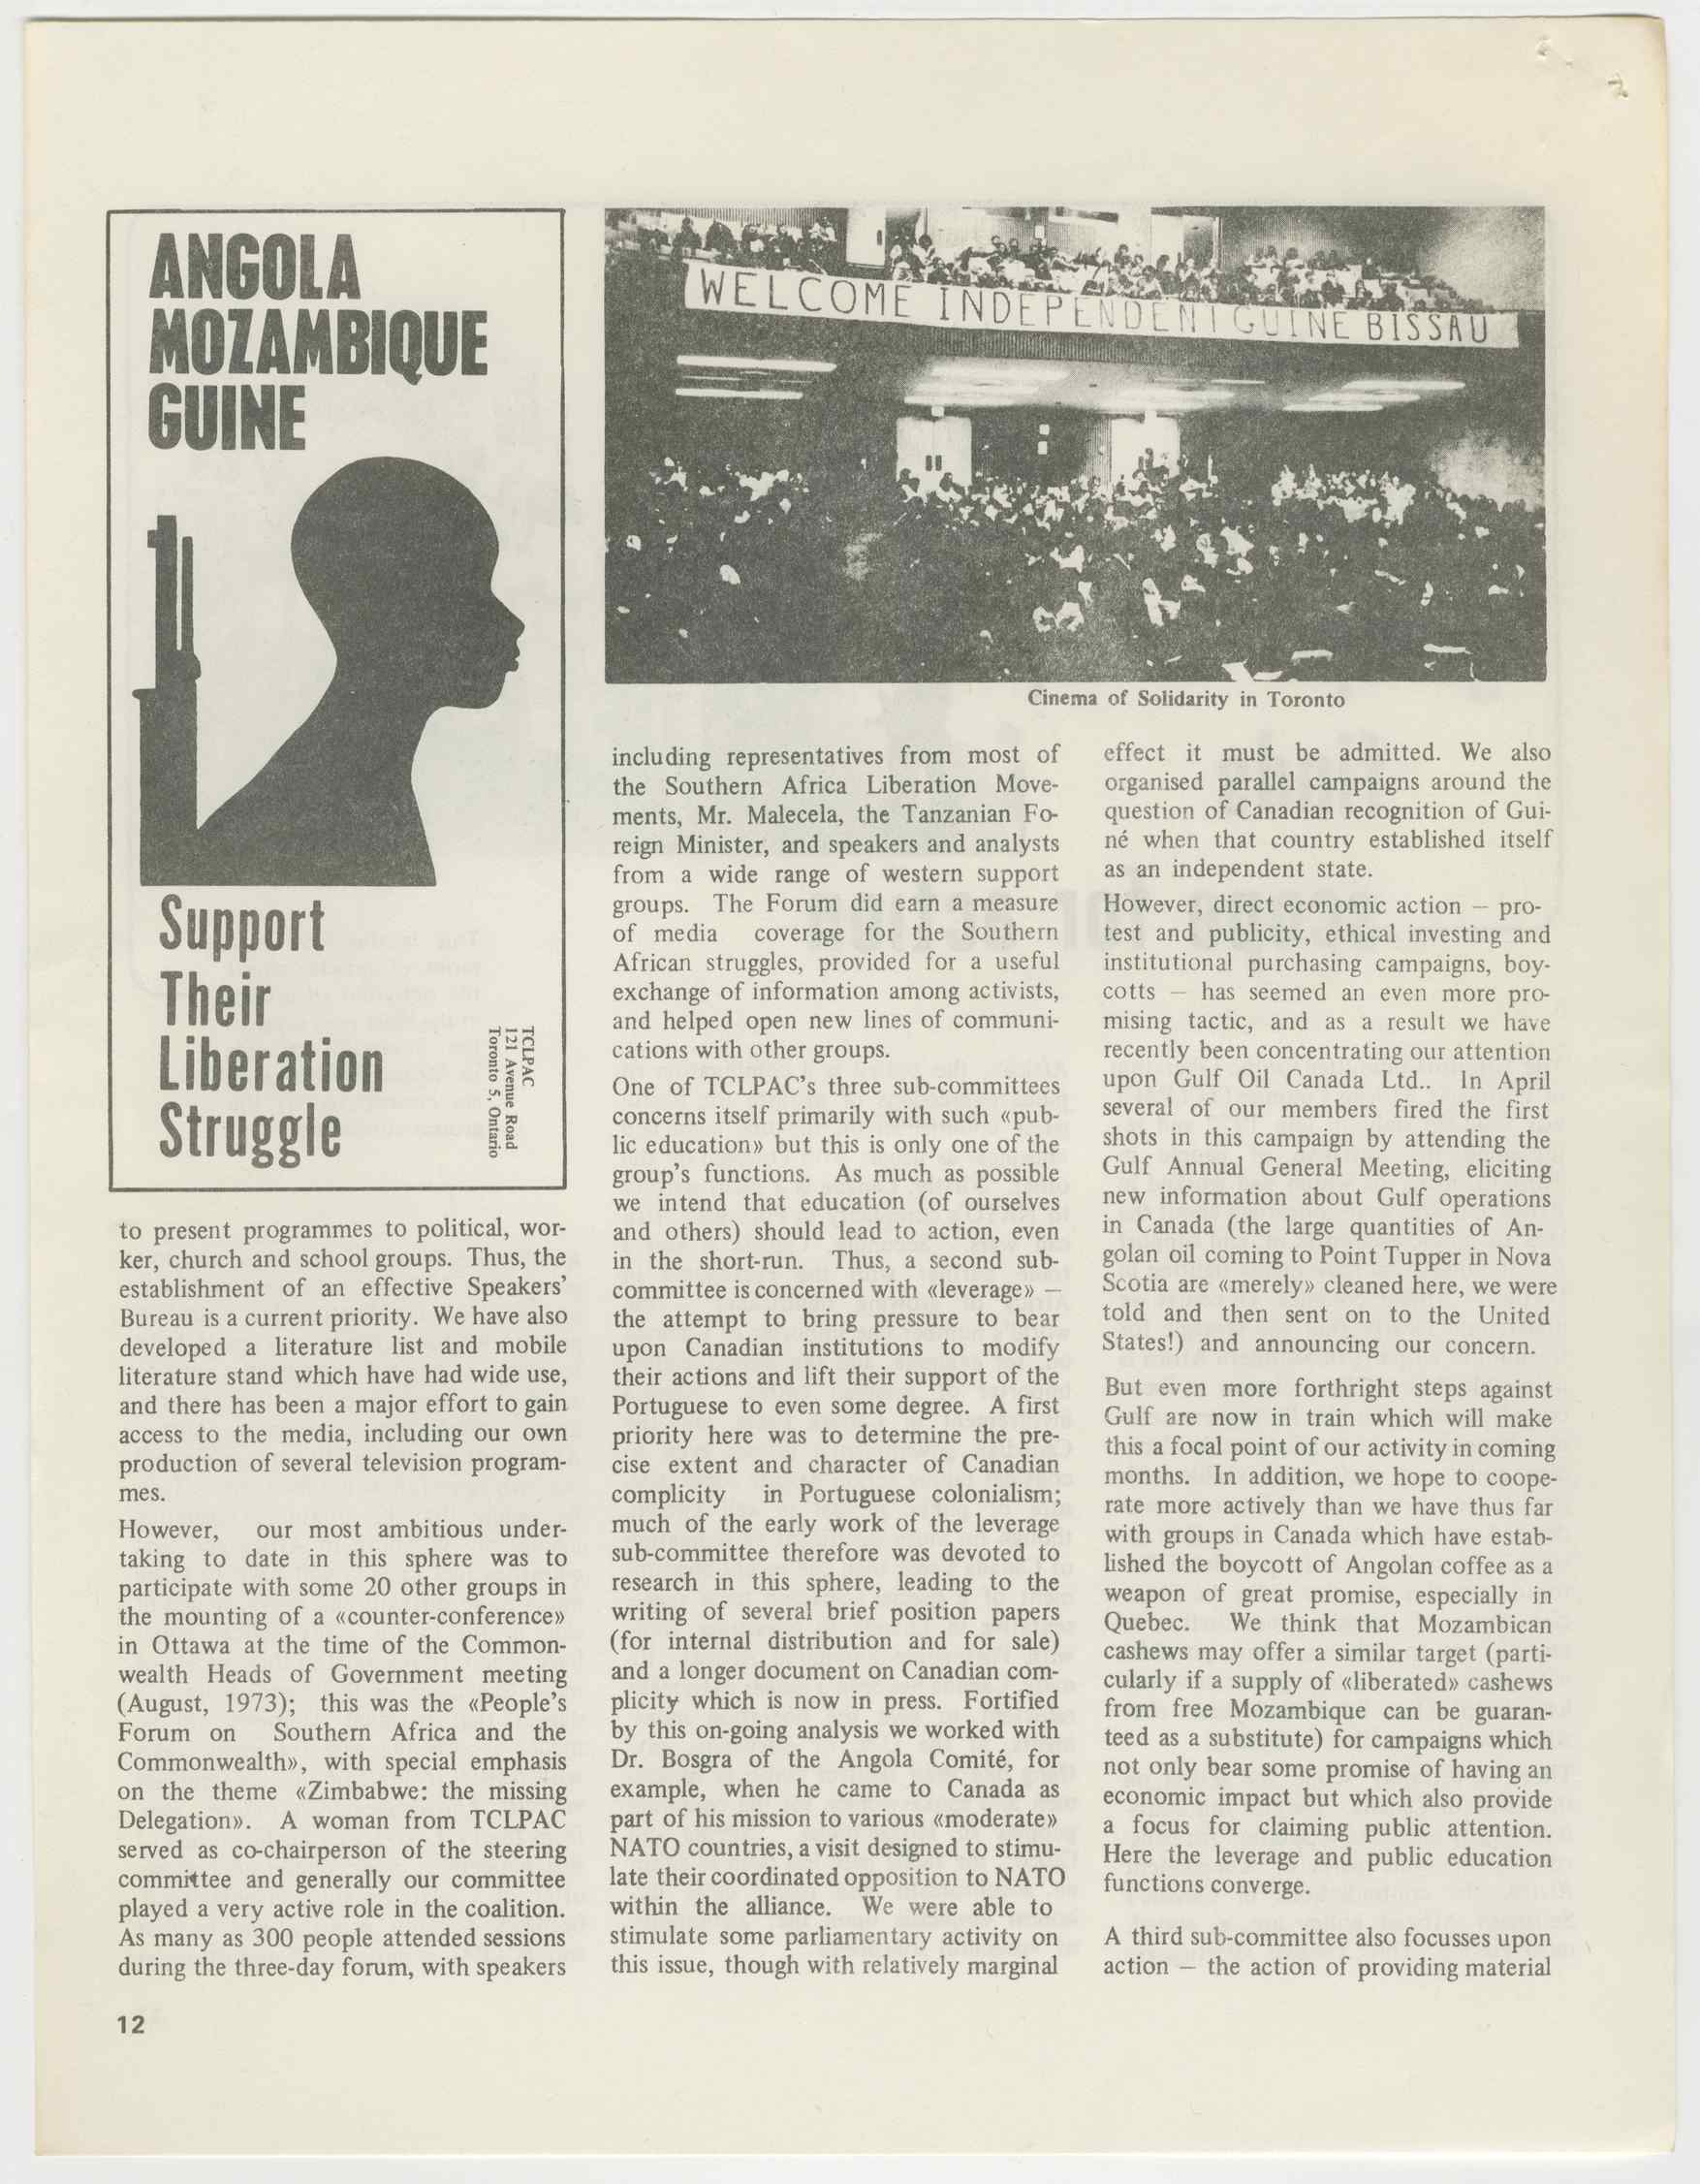 ANGOLA
MOZAMBIQUE
GUINE
Support
Their
Liberation
Struggle
TCLPAC
121 Avenue Road
Toronto 5, Ontario
to present programmes to political, wor-
ker, church and school groups. Thus, the
establishment of an effective Speakers'
Bureau is a current priority. We have also
developed a literature list and mobile
literature stand which have had wide use,
and there has been a major effort to gain
access to the media, including our own
production of several television program-
mes.
However, our most ambitious under-
taking to date in this sphere was to
participate with some 20 other groups in
the mounting of a «counter-conference»
in Ottawa at the time of the Common-
wealth Heads of Government meeting
(August, 1973); this was the «People's
Forum on Southern Africa and the
Commonwealth», with special emphasis
on the theme «Zimbabwe: the missing
Delegation». A woman from TCLPAC
served as co-chairperson of the steering
committee and generally our committee
played a very active role in the coalition.
As many as 300 people attended sessions
during the three-day forum, with speakers
WELCOME INDEPENDENT GUINE BISSAU
Cinema of Solidarity in Toronto
including representatives from most of
the Southern Africa Liberation Move-
ments, Mr. Malecela, the Tanzanian Fo-
reign Minister, and speakers and analysts
from a wide range of western support
groups. The Forum did earn a measure
of media coverage for the Southern
African struggles, provided for a useful
exchange of information among activists,
and helped open new lines of communi-
cations with other groups.
One of TCLPAC's three sub-committees
concerns itself primarily with such «pub-
lic education» but this is only one of the
group's functions. As much as possible
we intend that education (of ourselves
and others) should lead to action, even
in the short-run. Thus, a second sub-
committee is concerned with «leverage» —
the attempt to bring pressure to bear
upon Canadian institutions to modify
their actions and lift their support of the
Portuguese to even some degree. A first
priority here was to determine the pre-
cise extent and character of Canadian
complicity in Portuguese colonialism;
much of the early work of the leverage
sub-committee therefore was devoted to
research in this sphere, leading to the
writing of several brief position papers
(for internal distribution and for sale)
and a longer document on Canadian com-
plicity which is now in press. Fortified
by this on-going analysis we worked with
Dr. Bosgra of the Angola Comité, for
example, when he came to Canada as
part of his mission to various «moderate»
NATO countries, a visit designed to stimu-
late their coordinated opposition to NATO
within the alliance. We were able to
stimulate some parliamentary activity on
this issue, though with relatively marginal
effect it must be admitted. We also
organised parallel campaigns around the
question of Canadian recognition of Gui-
né when that country established itself
as an independent state.
However, direct economic action — pro-
test and publicity, ethical investing and
institutional purchasing campaigns, boy-
cotts — has seemed an even more pro-
mising tactic, and as a result we have
recently been concentrating our attention
upon Gulf Oil Canada Ltd.. In April
several of our members fired the first
shots in this campaign by attending the
Gulf Annual General Meeting, eliciting
new information about Gulf operations
in Canada (the large quantities of An-
golan oil coming to Point Tupper in Nova
Scotia are «merely» cleaned here, we were
told and then sent on to the United
States!) and announcing our concern.
But even more forthright steps against
Gulf are now in train which will make
this a focal point of our activity in coming
months. In addition, we hope to coope-
rate more actively than we have thus far
with groups in Canada which have estab-
lished the boycott of Angolan coffee as a
weapon of great promise, especially in
Quebec. We think that Mozambican
cashews may offer a similar target (parti-
cularly if a supply of «liberated» cashews
from free Mozambique can be guaran-
teed as a substitute) for campaigns which
not only bear some promise of having an
economic impact but which also provide
a focus for claiming public attention.
Here the leverage and public education
functions converge.
A third sub-committee also focusses upon
action — the action of providing material
12